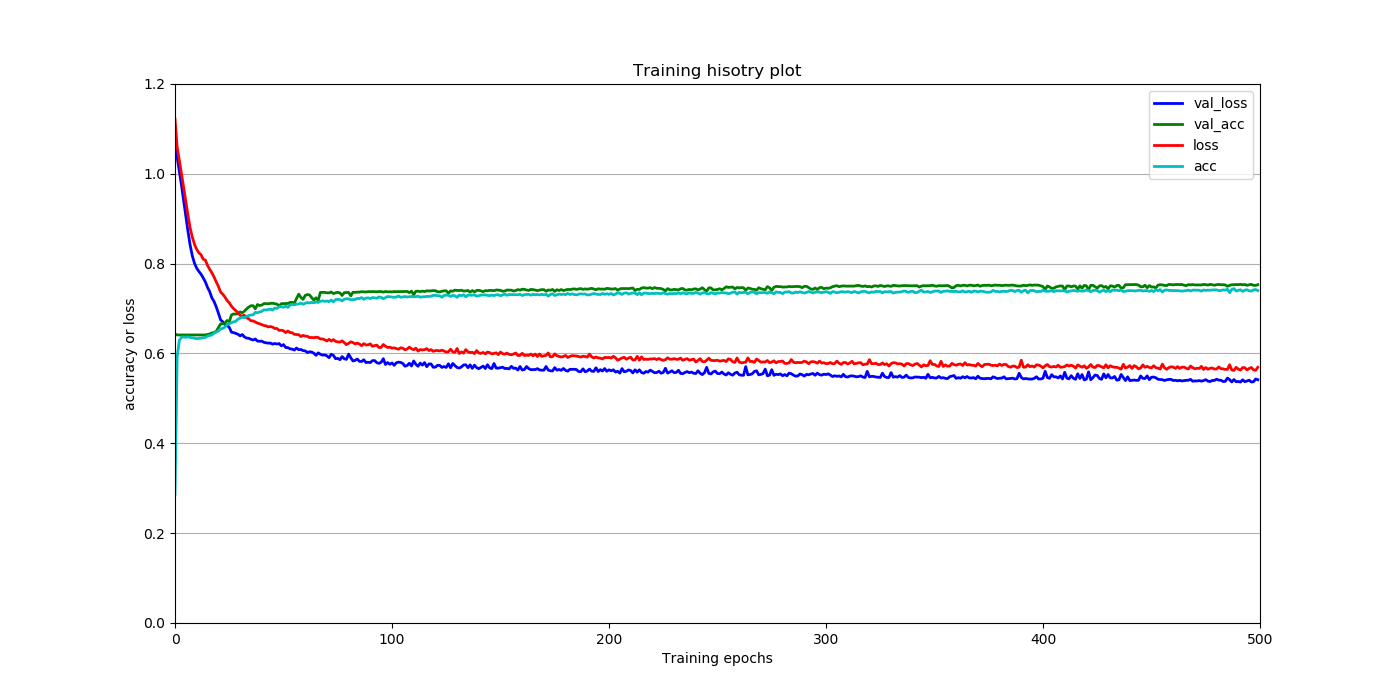 Training hisotry plot
1.2
1.0
0.8
0.6
0.4
0.2
0.0
accuracy or loss
val_loss
val_acc
loss
acc
0 100 200 300 400 500
Training epochs